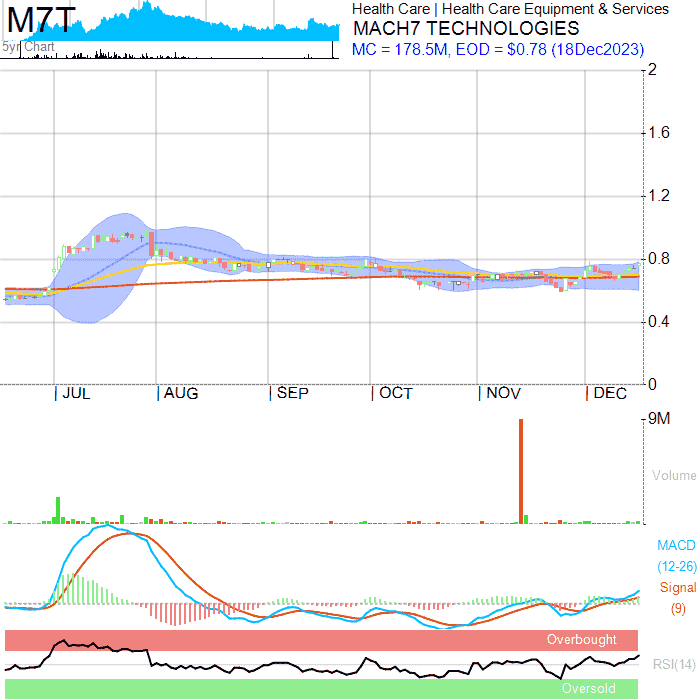 M7T
5yr Chart
Health Care | Health Care Equipment & Services
MACH7 TECHNOLOGIES
MC = 178.5M, EOD = $0.78 (18Dec2023)
2
1.6
1.2
0.8
0.4
0
| JUL | AUG | SEP | OCT | NOV | DEC
9M
Volume
MACD
(12-26)
Signal
(9)
Overbought
RSI(14)
Oversold